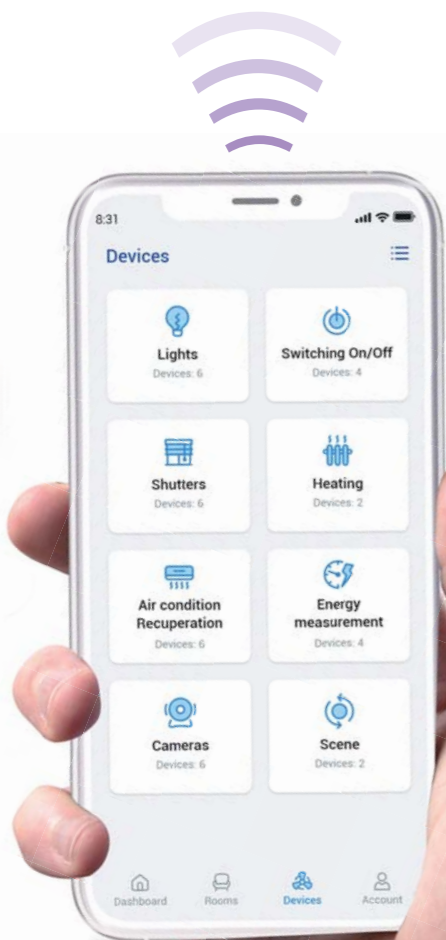 8:31
Devices
Lights
Devices: 6
Switching On/Off
Devices: 4
Shutters
Devices: 6
Heating
Devices: 2
Air condition
Recuperation
Devices: 6
Energy
measurement
Devices: 4
Cameras
Devices: 6
Scene
Devices: 2
Dashboard
Rooms
Devices
Account